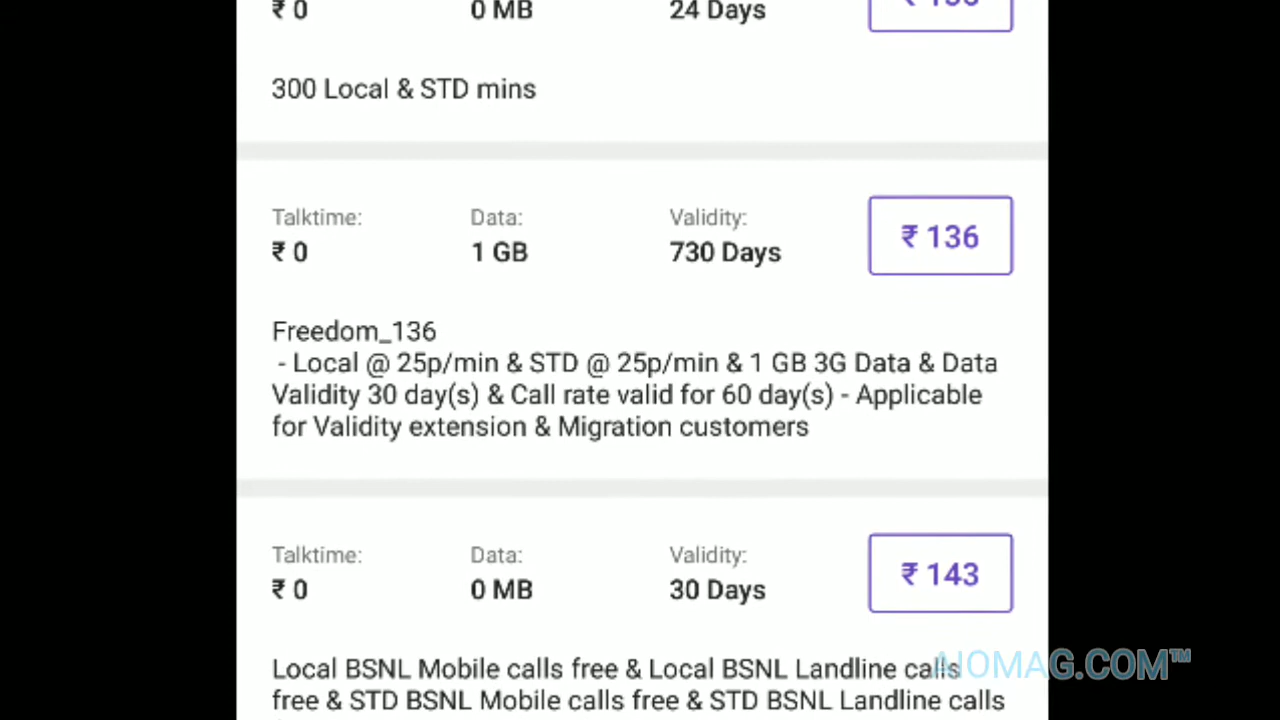 ₹ 0 0 MB 24 Days
300 Local & STD mins
Talktime: Data: Validity:
₹ 0 1 GB 730 Days ₹ 136
Freedom_136
- Local @ 25p/min & STD @ 25p/min & 1 GB 3G Data & Data
Validity 30 day(s) & Call rate valid for 60 day(s) - Applicable
for Validity extension & Migration customers
Talktime: Data: Validity:
₹ 0 0 MB 30 Days ₹ 143
Local BSNL Mobile calls free & Local BSNL Landline calls
free & STD BSNL Mobile calls free & STD BSNL Landline calls
AIOMAG.COM™